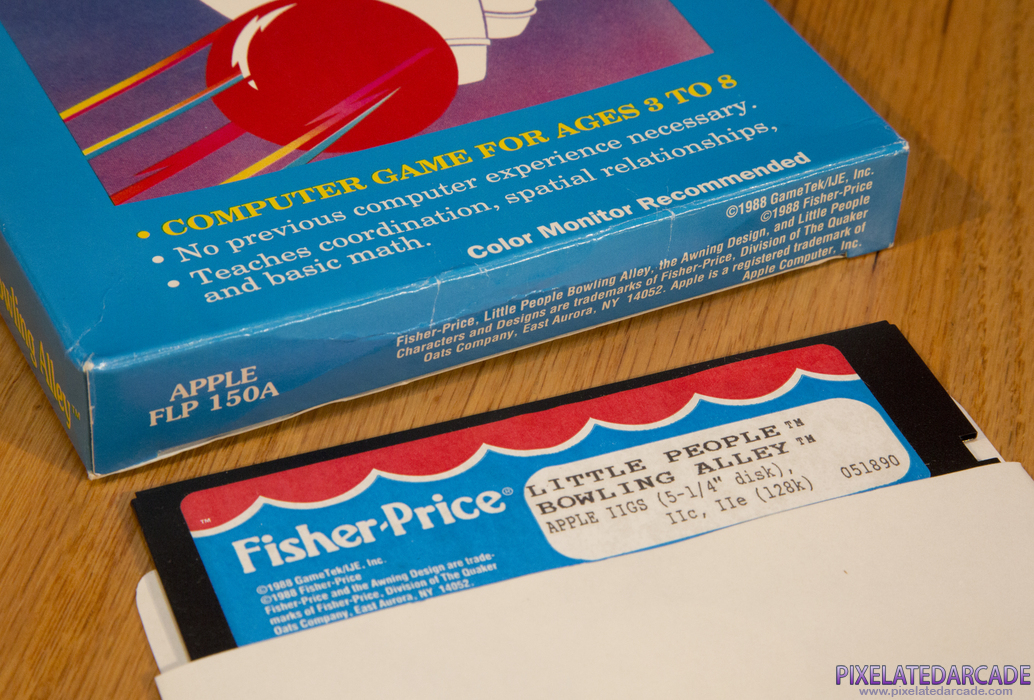 • COMPUTER GAME FOR AGES 3 TO 8
• No previous computer experience necessary.
• Teaches coordination, spatial relationships,
and basic math.
Color Monitor Recommended
©1988 GameTek/IJE, Inc.
©1988 Fisher-Price
Fisher-Price, Little People Bowling Alley, the Awning Design, and Little People
Characters and Designs are trademarks of Fisher-Price, Division of The Quaker
Oats Company, East Aurora, NY 14052. Apple is a registered trademark of
Apple Computer, Inc.
Alley™
APPLE
FLP 150A
TM
Fisher-Price®
©1988 GameTek/IJE, Inc.
©1988 Fisher-Price
Fisher-Price and the Awning Design are trade-
marks of Fisher-Price, Division of The Quaker
Oats Company, East Aurora, NY 14052.
LITTLE PEOPLE™
BOWLING ALLEY™
APPLE IIGS (5-1/4" disk),
IIc, IIe (128k)
051890
PIXELATEDARCADE
www.pixelatedarcade.com